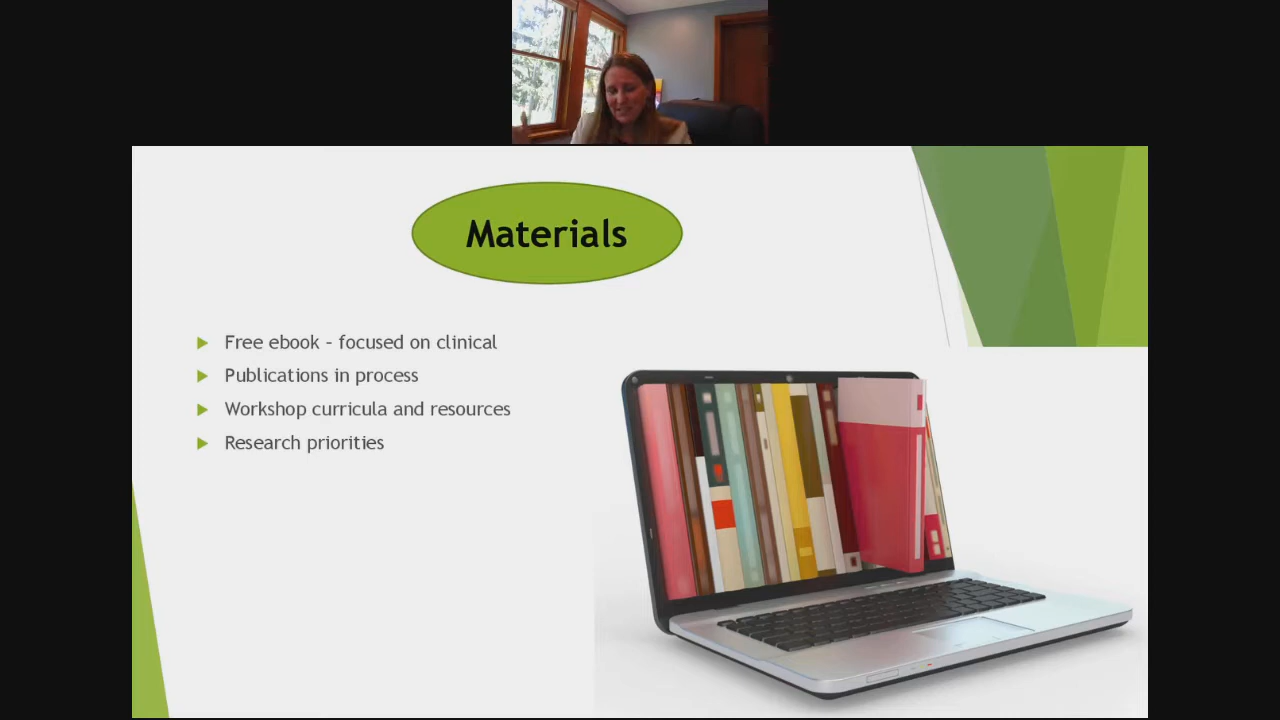 Materials
Free ebook – focused on clinical
Publications in process
Workshop curricula and resources
Research priorities